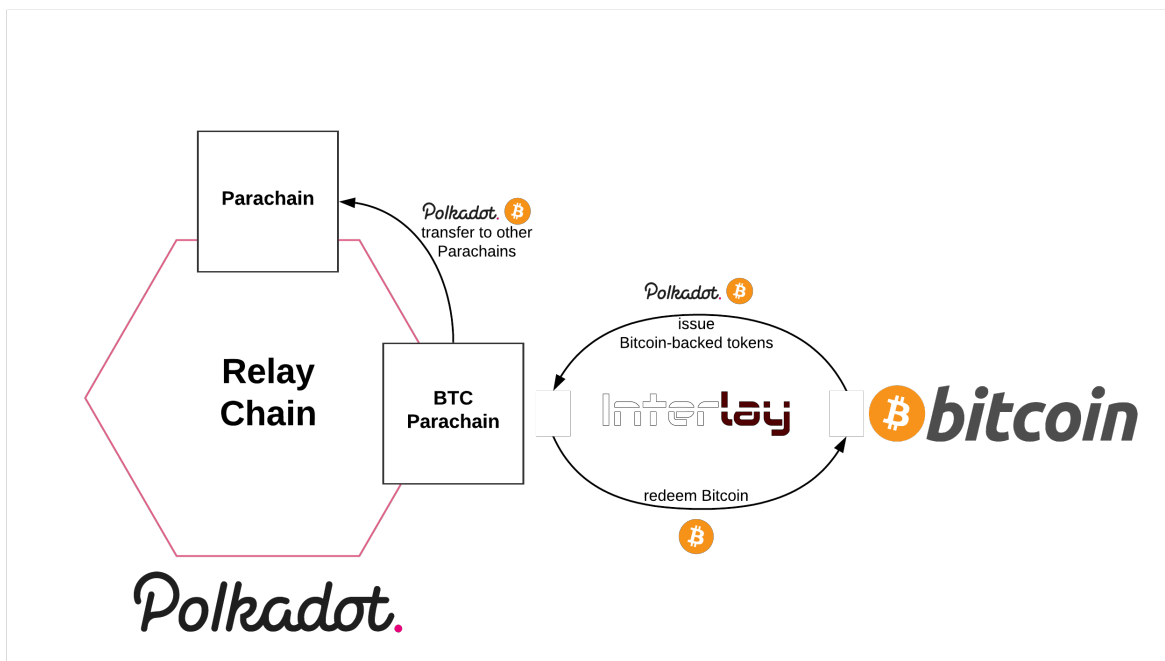 Parachain
Polkadot.
transfer to other
Parachains
Polkadot.
issue
Bitcoin-backed tokens
Relay
Chain
BTC
Parachain
Interlay
bitcoin
redeem Bitcoin
Polkadot.